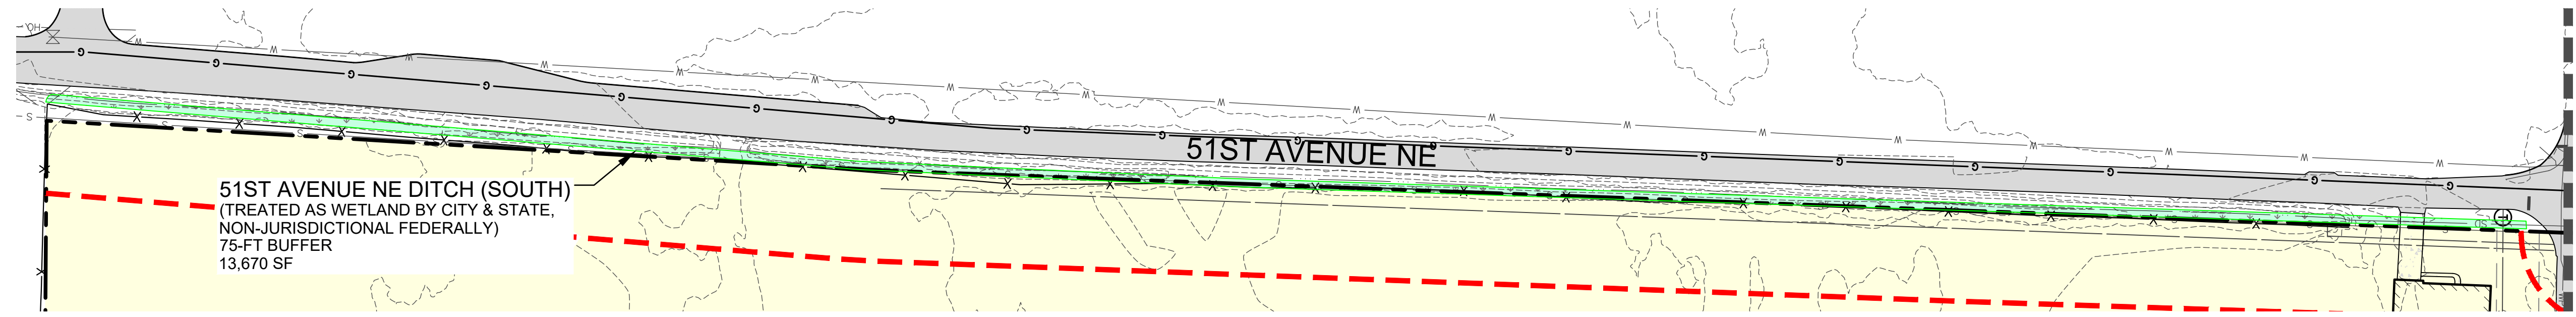 51ST AVENUE NE
51ST AVENUE NE DITCH (SOUTH)
(TREATED AS WETLAND BY CITY & STATE,
NON-JURISDICTIONAL FEDERALLY)
75-FT BUFFER
13,670 SF